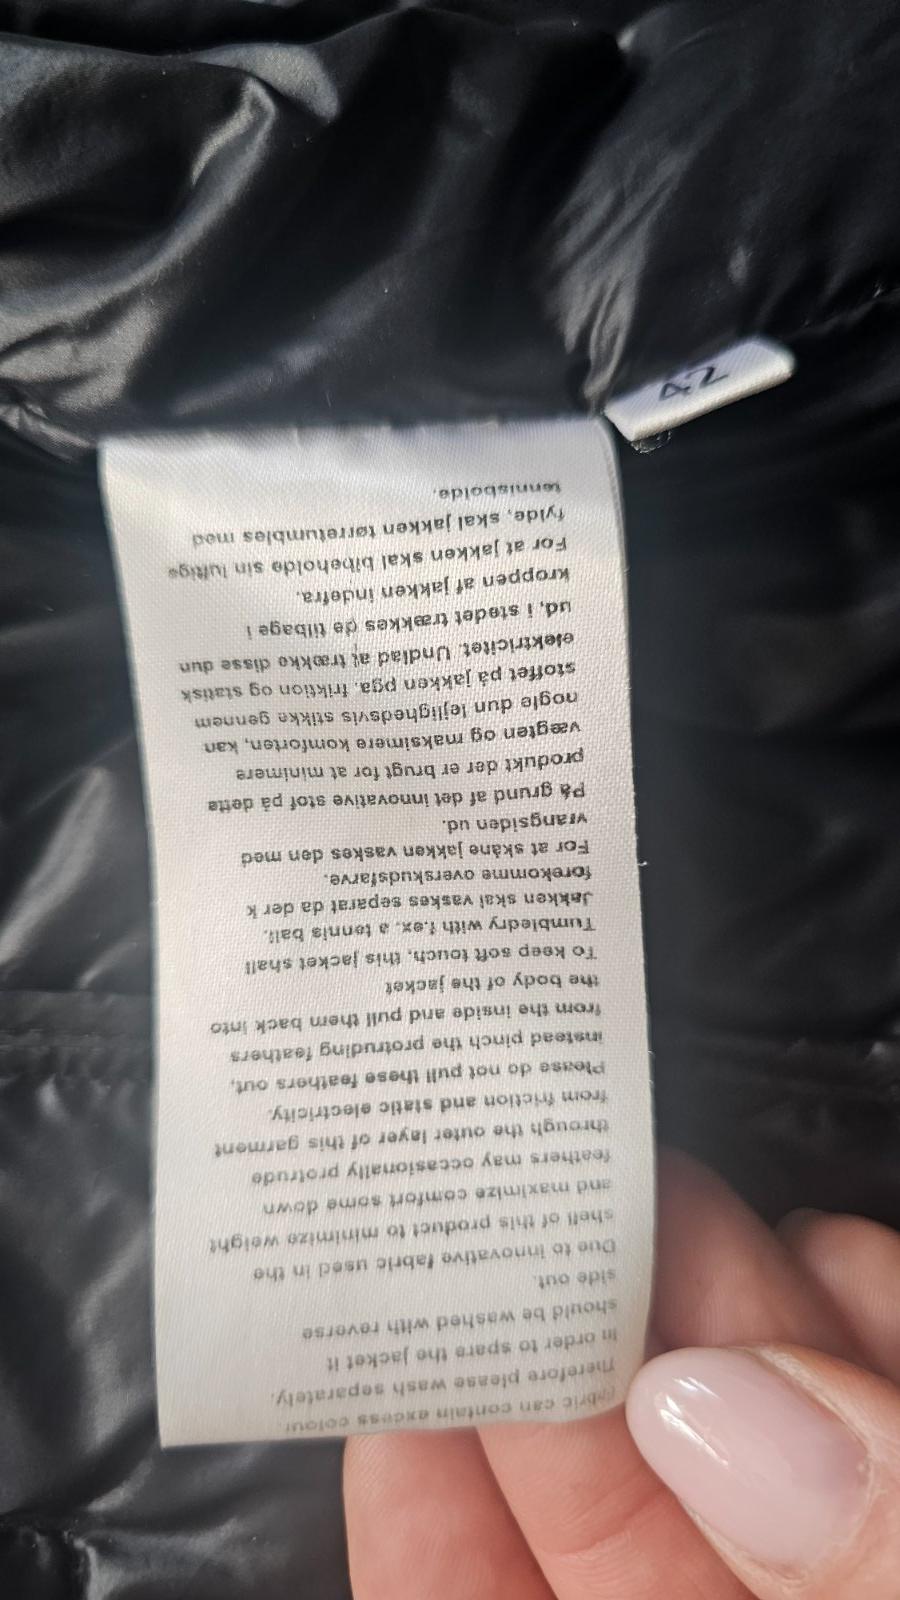 Fabric can contain excess colour.
Therefore please wash separately.
In order to spare the jacket it
should be washed with reverse
side out.
Due to innovative fabric used in the
shell of this product to minimize weight
and maximize comfort some down
feathers may occasionally protrude
through the outer layer of this garment
from friction and static electricity.
Please do not pull these feathers out,
instead pinch the protruding feathers
from the inside and pull them back into
the body of the jacket
To keep soft touch, this jacket shall
Tumbledry with f.ex. a tennis ball.
Jakken skal vaskes separat da der k
forekomme overskudsfarve.
For at skåne jakken vaskes den med
vrangsiden ud.
På grund af det innovative stof på dette
produkt der er brugt for at minimere
vægten og maksimere komforten, kan
nogle dun lejlighedsvis stikke gennem
stoffet på jakken pga. friktion og statisk
elektricitet. Undlad at trække disse dun
ud, i stedet trækkes de tilbage i
kroppen af jakken indefra.
For at jakken skal bibeholde sin luftige
fylde, skal jakken tørretumbles med
tennisbolde.
42